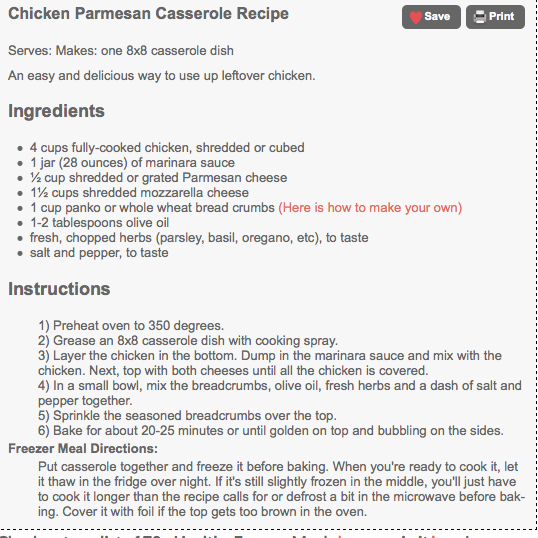 Chicken Parmesan Casserole Recipe
Save
Print
Serves: Makes: one 8x8 casserole dish
An easy and delicious way to use up leftover chicken.
Ingredients
• 4 cups fully-cooked chicken, shredded or cubed
• 1 jar (28 ounces) of marinara sauce
• ½ cup shredded or grated Parmesan cheese
• 1½ cups shredded mozzarella cheese
• 1 cup panko or whole wheat bread crumbs (Here is how to make your own)
• 1-2 tablespoons olive oil
• fresh, chopped herbs (parsley, basil, oregano, etc), to taste
• salt and pepper, to taste
Instructions
1) Preheat oven to 350 degrees.
2) Grease an 8x8 casserole dish with cooking spray.
3) Layer the chicken in the bottom. Dump in the marinara sauce and mix with the
chicken. Next, top with both cheeses until all the chicken is covered.
4) In a small bowl, mix the breadcrumbs, olive oil, fresh herbs and a dash of salt and
pepper together.
5) Sprinkle the seasoned breadcrumbs over the top.
6) Bake for about 20-25 minutes or until golden on top and bubbling on the sides.
Freezer Meal Directions:
Put casserole together and freeze it before baking. When you're ready to cook it, let
it thaw in the fridge over night. If it's still slightly frozen in the middle, you'll just have
to cook it longer than the recipe calls for or defrost a bit in the microwave before bak-
ing. Cover it with foil if the top gets too brown in the oven.